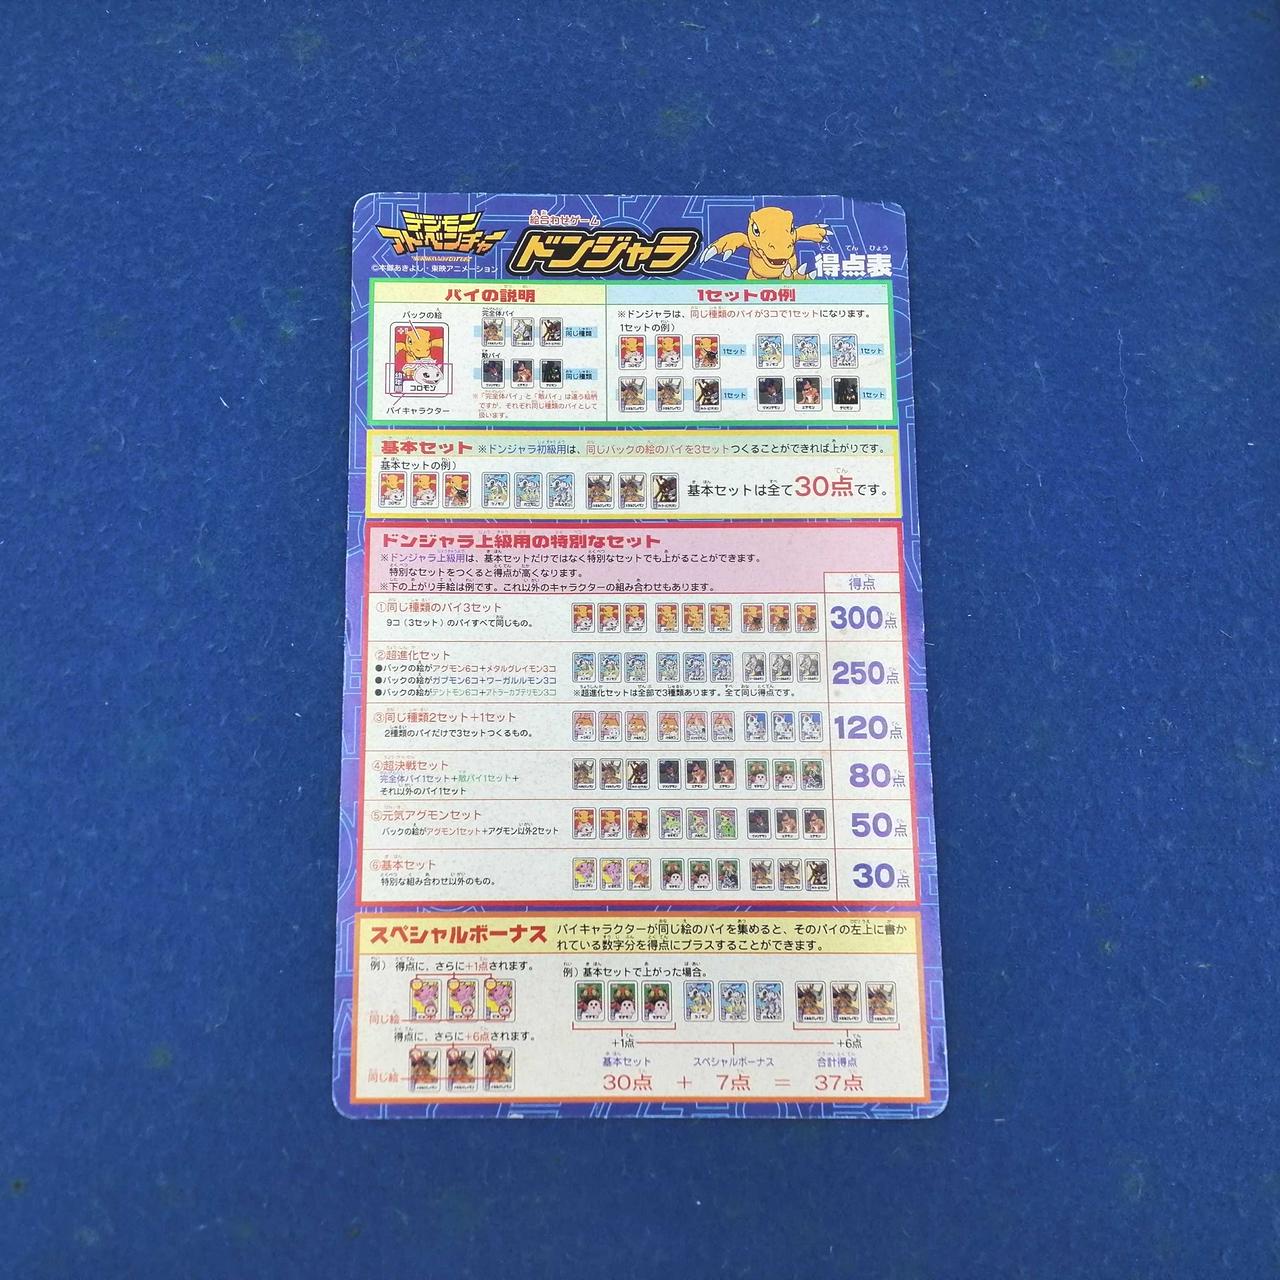 デジモン
アドベンチャー
©本郷あきよし・東映アニメーション
絵合わせゲーム
ドンジャラ
得点表
パイの説明
バックの絵
コロモン
パイキャラクター
完全体パイ
同じ種類
敵パイ
同じ種類
※「完全体パイ」と「敵パイ」は違う絵柄
ですが、それぞれ同じ種類のパイとして
扱います。
1セットの例
※ドンジャラは、同じ種類のパイが3コで1セットになります。
1セットの例）
1セット
1セット
1セット
1セット
基本セット ※ドンジャラ初級用は、同じバックの絵のパイを3セットつくることができれば上がりです。
基本セットの例）
基本セットは全て30点です。
ドンジャラ上級用の特別なセット
※ドンジャラ上級用は、基本セットだけではなく特別なセットでも上がることができます。
特別なセットをつくると得点が高くなります。
※下の上がり手絵は例です。これ以外のキャラクターの組み合わせもあります。
得点
①同じ種類のパイ3セット
9コ（3セット）のパイすべて同じもの。
300点
②超進化セット
●バックの絵がアグモン6コ＋メタルグレイモン3コ
●バックの絵がガブモン6コ＋ワーガルルモン3コ
●バックの絵がテントモン6コ＋アトラーカブテリモン3コ
※超進化セットは全部で3種類あります。全て同じ得点です。
250点
③同じ種類2セット＋1セット
2種類のパイだけで3セットつくるもの。
120点
④超決戦セット
完全体パイ1セット＋敵パイ1セット＋
それ以外のパイ1セット
80点
⑤元気アグモンセット
バックの絵がアグモン1セット＋アグモン以外2セット
50点
⑥基本セット
特別な組み合わせ以外のもの。
30点
スペシャルボーナス
パイキャラクターが同じ絵のパイを集めると、そのパイの左上に書か
れている数字分を得点にプラスすることができます。
例）得点に、さらに+1点されます。
同じ絵
得点に、さらに+6点されます。
同じ絵
例）基本セットで上がった場合。
+1点
+6点
基本セット
スペシャルボーナス
合計得点
30点 ＋ 7点 ＝ 37点